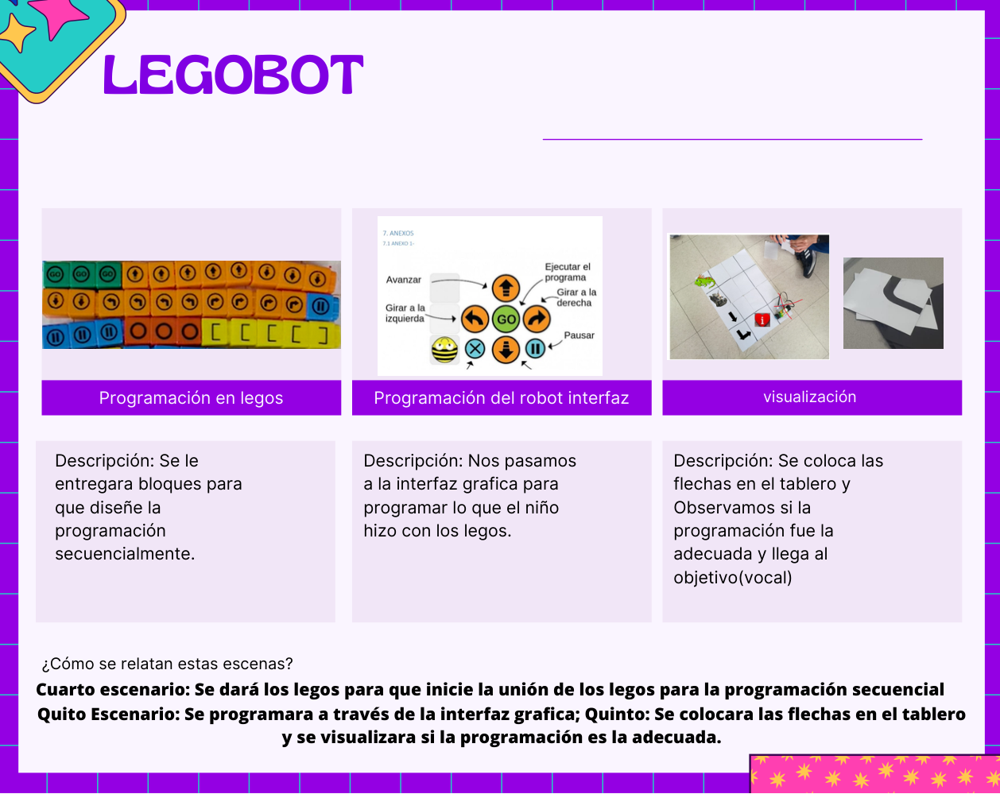 LEGOBOT
GO GO GO
7. ANEXOS
7.1 ANEXO 1-
Avanzar
Ejecutar el
programa
Girar a la
derecha
Girar a la
izquierda
GO
Pausar
i
Programación en legos
Programación del robot interfaz
visualización
Descripción: Se le
entregara bloques para
que diseñe la
programación
secuencialmente.
Descripción: Nos pasamos
a la interfaz grafica para
programar lo que el niño
hizo con los legos.
Descripción: Se coloca las
flechas en el tablero y
Observamos si la
programación fue la
adecuada y llega al
objetivo(vocal)
¿Cómo se relatan estas escenas?
Cuarto escenario: Se dará los legos para que inicie la unión de los legos para la programación secuencial
Quito Escenario: Se programara a través de la interfaz grafica; Quinto: Se colocara las flechas en el tablero
y se visualizara si la programación es la adecuada.